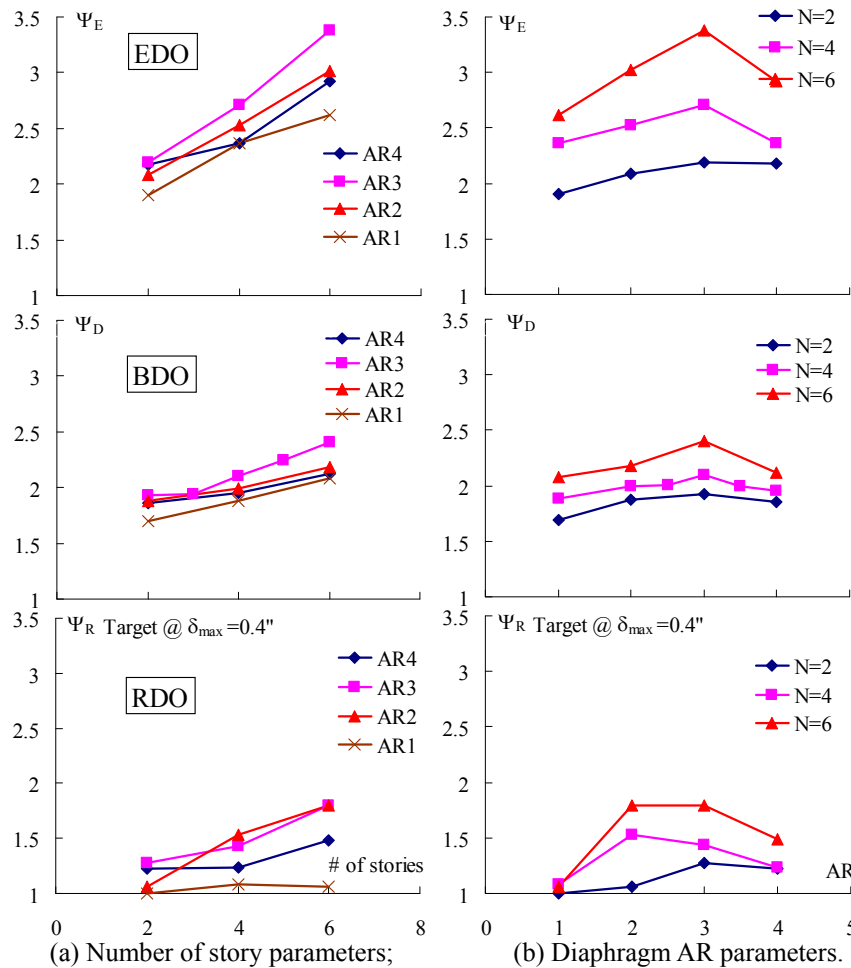 Ψ_E
EDO
3.5
3
2.5
2
1.5
1
AR4
AR3
AR2
AR1
Ψ_E
3.5
3
2.5
2
1.5
1
N=2
N=4
N=6
Ψ_D
BDO
3.5
3
2.5
2
1.5
1
AR4
AR3
AR2
AR1
Ψ_D
3.5
3
2.5
2
1.5
1
N=2
N=4
N=6
Ψ_R Target @ δ_max =0.4"
RDO
3.5
3
2.5
2
1.5
1
AR4
AR3
AR2
AR1
# of stories
0 2 4 6 8
(a) Number of story parameters;
Ψ_R Target @ δ_max =0.4"
3.5
3
2.5
2
1.5
1
N=2
N=4
N=6
AR
0 1 2 3 4 5
(b) Diaphragm AR parameters.